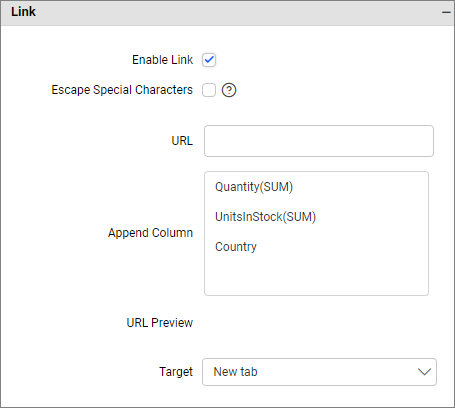 Link
Enable Link
Escape Special Characters ?
URL
Append Column
Quantity(SUM)
UnitsInStock(SUM)
Country
URL Preview
Target New tab